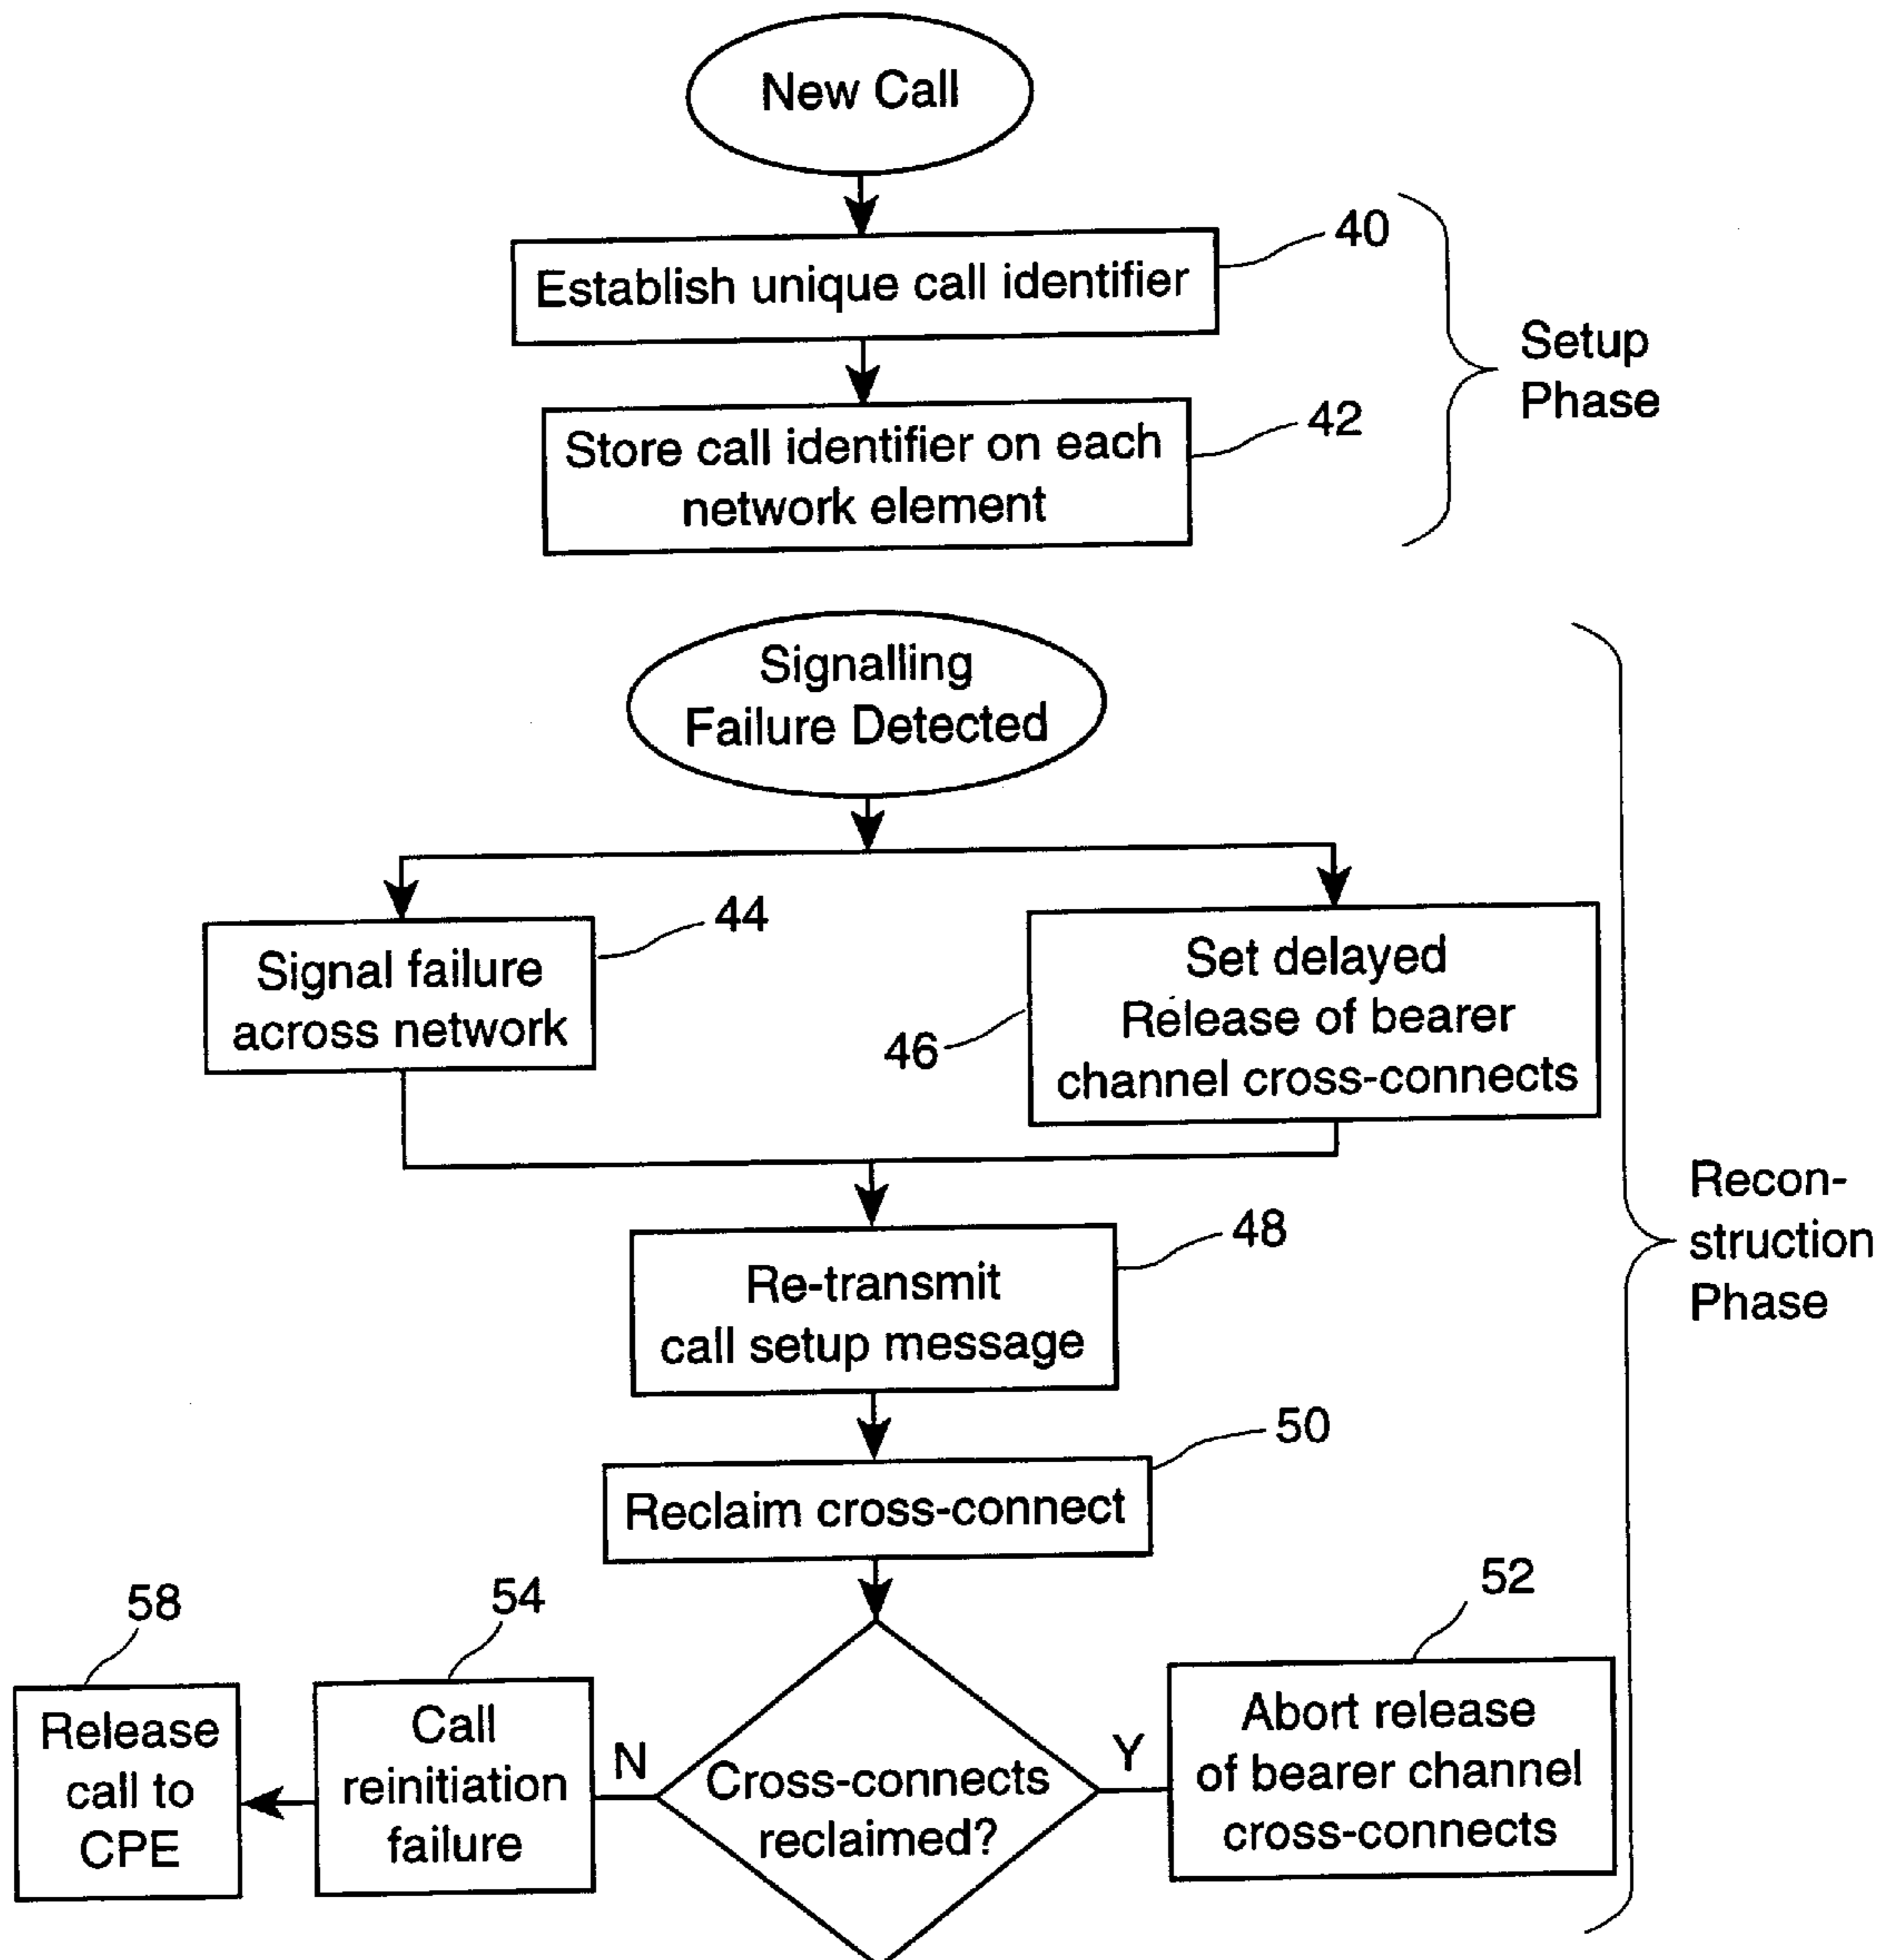 New Call
40
Establish unique call identifier
Setup
Phase
42
Store call identifier on each
network element
Signalling
Failure Detected
44
Signal failure
across network
46
Set delayed
Release of bearer
channel cross-connects
Recon-
struction
Phase
48
Re-transmit
call setup message
50
Reclaim cross-connect
58
Release
call to
CPE
54
Call
reinitiation
failure
N
Cross-connects
reclaimed?
Y
52
Abort release
of bearer channel
cross-connects